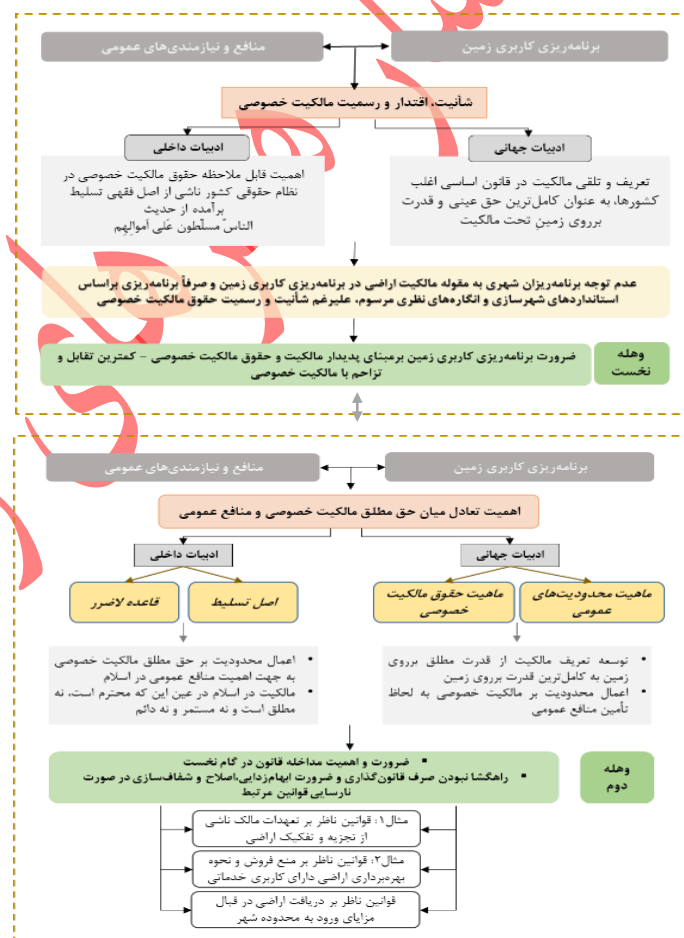 برنامه‌ریزی کاربری زمین
منافع و نیازمندی‌های عمومی
شأنیت، اقتدار و رسمیت مالکیت خصوصی
ادبیات جهانی
ادبیات داخلی
تعریف و تلقی مالکیت در قانون اساسی اغلب
کشورها، به عنوان کامل‌ترین حق عینی و قدرت
برروی زمینِ تحت مالکیت
اهمیت قابل ملاحظه حقوق مالکیت خصوصی در
نظام حقوقی کشور ناشی از اصل فقهی تسلیط
برآمده از حدیث
الناسّ مسلّطون عَلی أموالِهِم
عدم توجه برنامه‌ریزان شهری به مقوله مالکیت اراضی در برنامه‌ریزی کاربری زمین و صرفاً برنامه‌ریزی براساس
استانداردهای شهرسازی و انگاره‌های نظری مرسوم، علیرغم شأنیت و رسمیت حقوق مالکیت خصوصی
وهله
نخست
ضرورت برنامه‌ریزی کاربری زمین برمبنای پدیدار مالکیت و حقوق مالکیت خصوصی – کمترین تقابل و
تزاحم با مالکیت خصوصی
برنامه‌ریزی کاربری زمین
منافع و نیازمندی‌های عمومی
اهمیت تعادل میان حق مطلق مالکیت خصوصی و منافع عمومی
ادبیات جهانی
ادبیات داخلی
ماهیت محدودیت‌های
عمومی
ماهیت حقوق مالکیت
خصوصی
اصل تسلیط
قاعده لاضرر
• توسعه تعریف مالکیت از قدرت مطلق برروی
زمین به کامل‌ترین قدرت برروی زمین
• اعمال محدودیت بر مالکیت خصوصی به لحاظ
تأمین منافع عمومی
• اعمال محدودیت بر حق مطلق مالکیت خصوصی
به جهت اهمیت منافع عمومی در اسلام
• مالکیت در اسلام در عین این که محترم است، نه
مطلق است و نه مستمر و نه دائم
وهله
دوم
▪ ضرورت و اهمیت مداخله قانون در گام نخست
▪ راهگشا نبودن صرف قانون‌گذاری و ضرورت ابهام‌زدایی،اصلاح و شفاف‌سازی در صورت
نارسایی قوانین مرتبط
مثال۱: قوانین ناظر بر تعهدات مالک ناشی
از تجزیه و تفکیک اراضی
مثال۲: قوانین ناظر بر منع فروش و نحوه
بهره‌برداری اراضی دارای کاربری خدماتی
قوانین ناظر بر دریافت اراضی در قبال
مزایای ورود به محدوده شهر